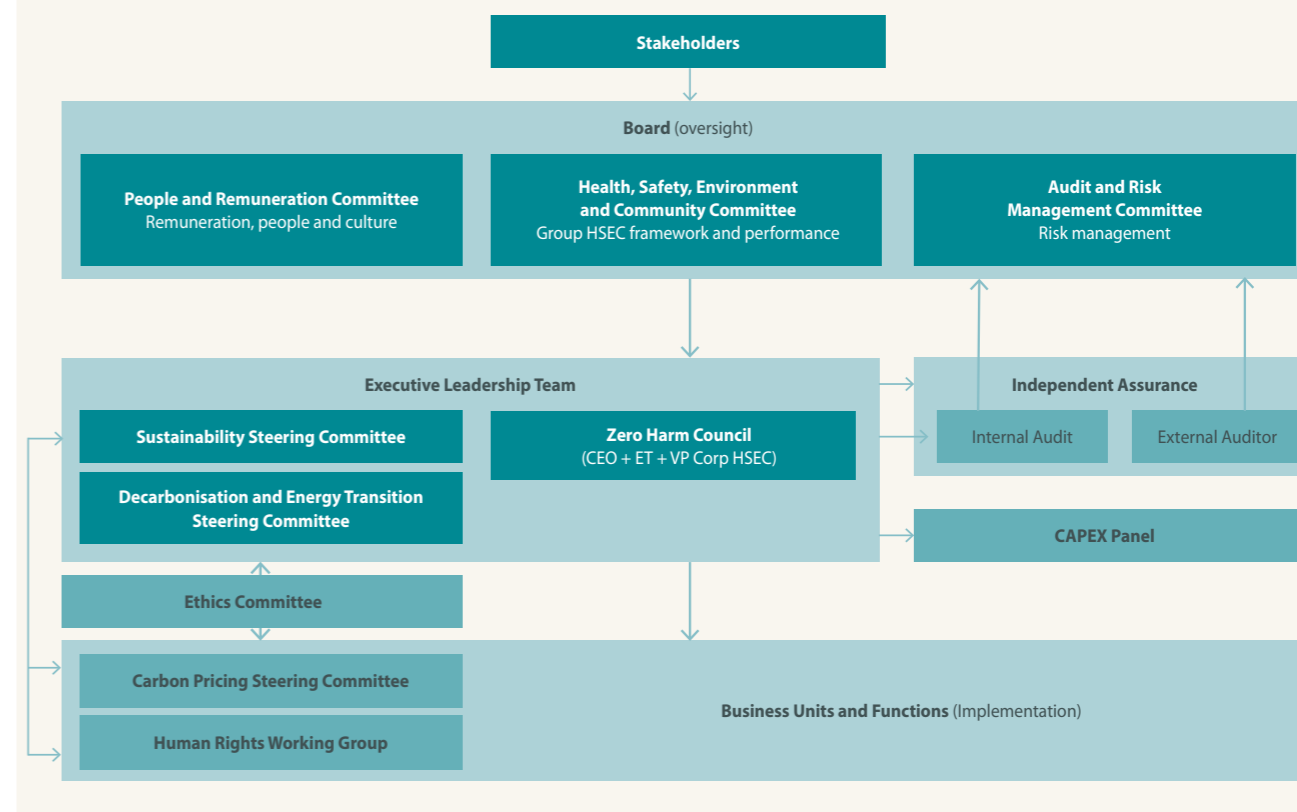 Stakeholders
Board (oversight)
People and Remuneration Committee
Remuneration, people and culture
Health, Safety, Environment
and Community Committee
Group HSEC framework and performance
Audit and Risk
Management Committee
Risk management
Executive Leadership Team
Sustainability Steering Committee
Decarbonisation and Energy Transition
Steering Committee
Zero Harm Council
(CEO + ET + VP Corp HSEC)
Independent Assurance
Internal Audit
External Auditor
CAPEX Panel
Ethics Committee
Carbon Pricing Steering Committee
Human Rights Working Group
Business Units and Functions (Implementation)